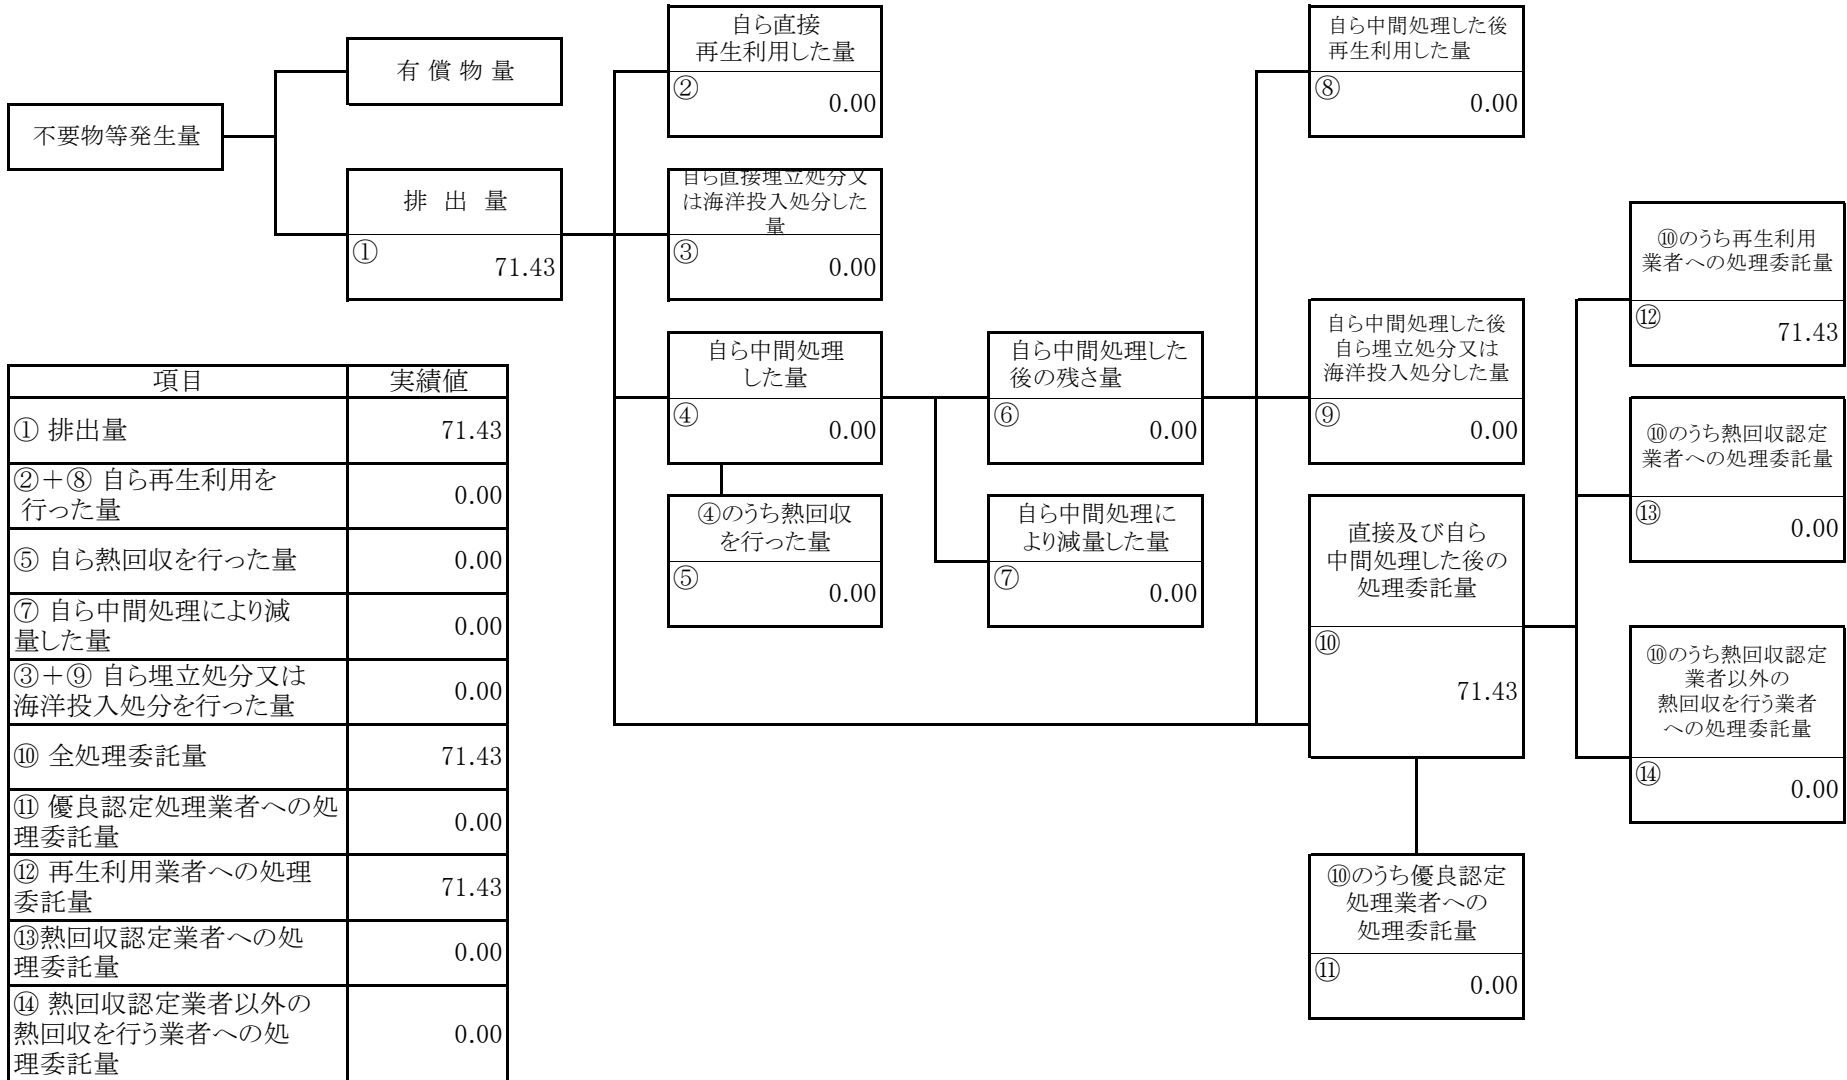 不要物等発生量
有 償 物 量
排 出 量
①
71.43
自ら直接
再生利用した量
②
0.00
自ら直接埋立処分又
は海洋投入処分した
量
③
0.00
自ら中間処理
した量
④
0.00
④のうち熱回収
を行った量
⑤
0.00
自ら中間処理した
後の残さ量
⑥
0.00
自ら中間処理に
より減量した量
⑦
0.00
自ら中間処理した後
再生利用した量
⑧
0.00
自ら中間処理した後
自ら埋立処分又は
海洋投入処分した量
⑨
0.00
直接及び自ら
中間処理した後の
処理委託量
⑩
71.43
⑩のうち優良認定
処理業者への
処理委託量
⑪
0.00
⑩のうち再生利用
業者への処理委託量
⑫
71.43
⑩のうち熱回収認定
業者への処理委託量
⑬
0.00
⑩のうち熱回収認定
業者以外の
熱回収を行う業者
への処理委託量
⑭
0.00
項目 実績値
① 排出量 71.43
②＋⑧ 自ら再生利用を
行った量 0.00
⑤ 自ら熱回収を行った量 0.00
⑦ 自ら中間処理により減
量した量 0.00
③＋⑨ 自ら埋立処分又は
海洋投入処分を行った量 0.00
⑩ 全処理委託量 71.43
⑪ 優良認定処理業者への処
理委託量 0.00
⑫ 再生利用業者への処理
委託量 71.43
⑬熱回収認定業者への処
理委託量 0.00
⑭ 熱回収認定業者以外の
熱回収を行う業者への処
理委託量 0.00